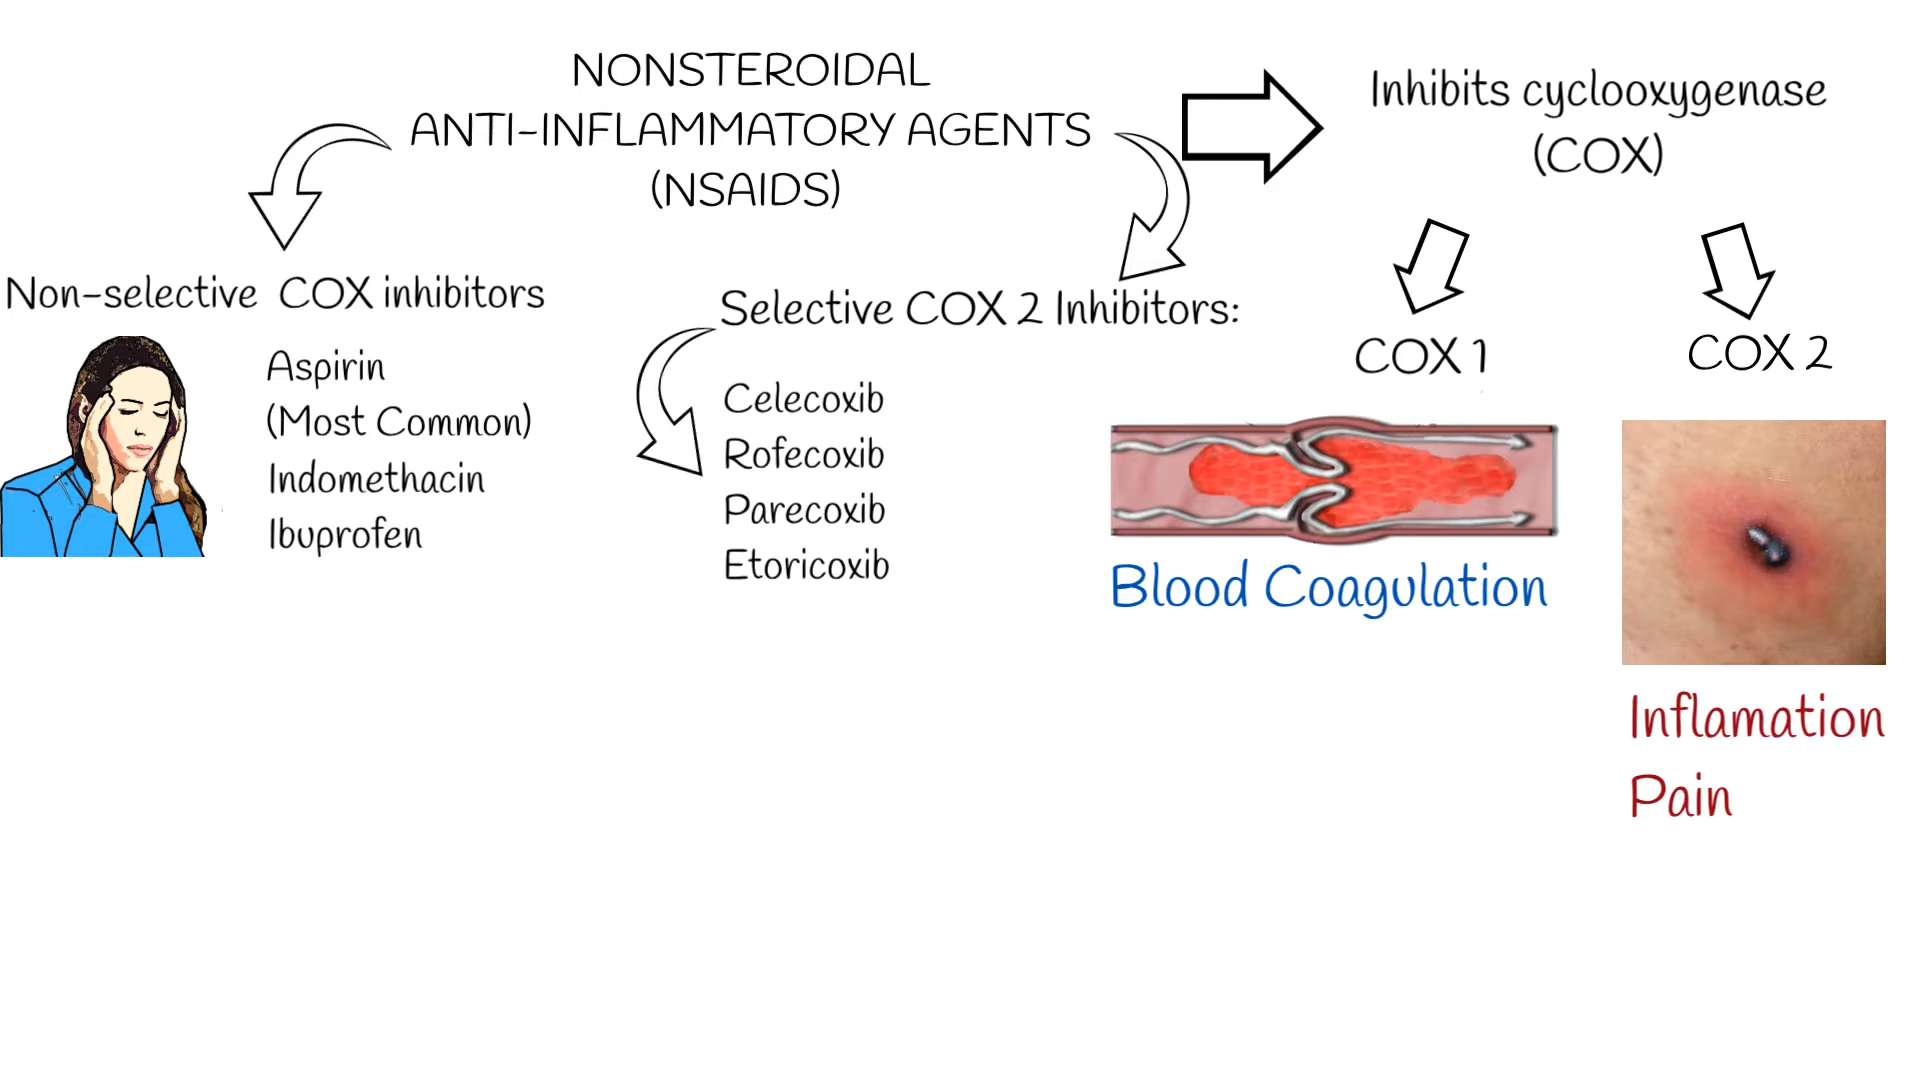 NONSTEROIDAL
ANTI-INFLAMMATORY AGENTS
(NSAIDS)
Inhibits cyclooxygenase
(COX)
Non-selective COX inhibitors
Aspirin
(Most Common)
Indomethacin
Ibuprofen
Selective COX 2 Inhibitors:
Celecoxib
Rofecoxib
Parecoxib
Etoricoxib
COX 1
Blood Coagulation
COX 2
Inflamation
Pain